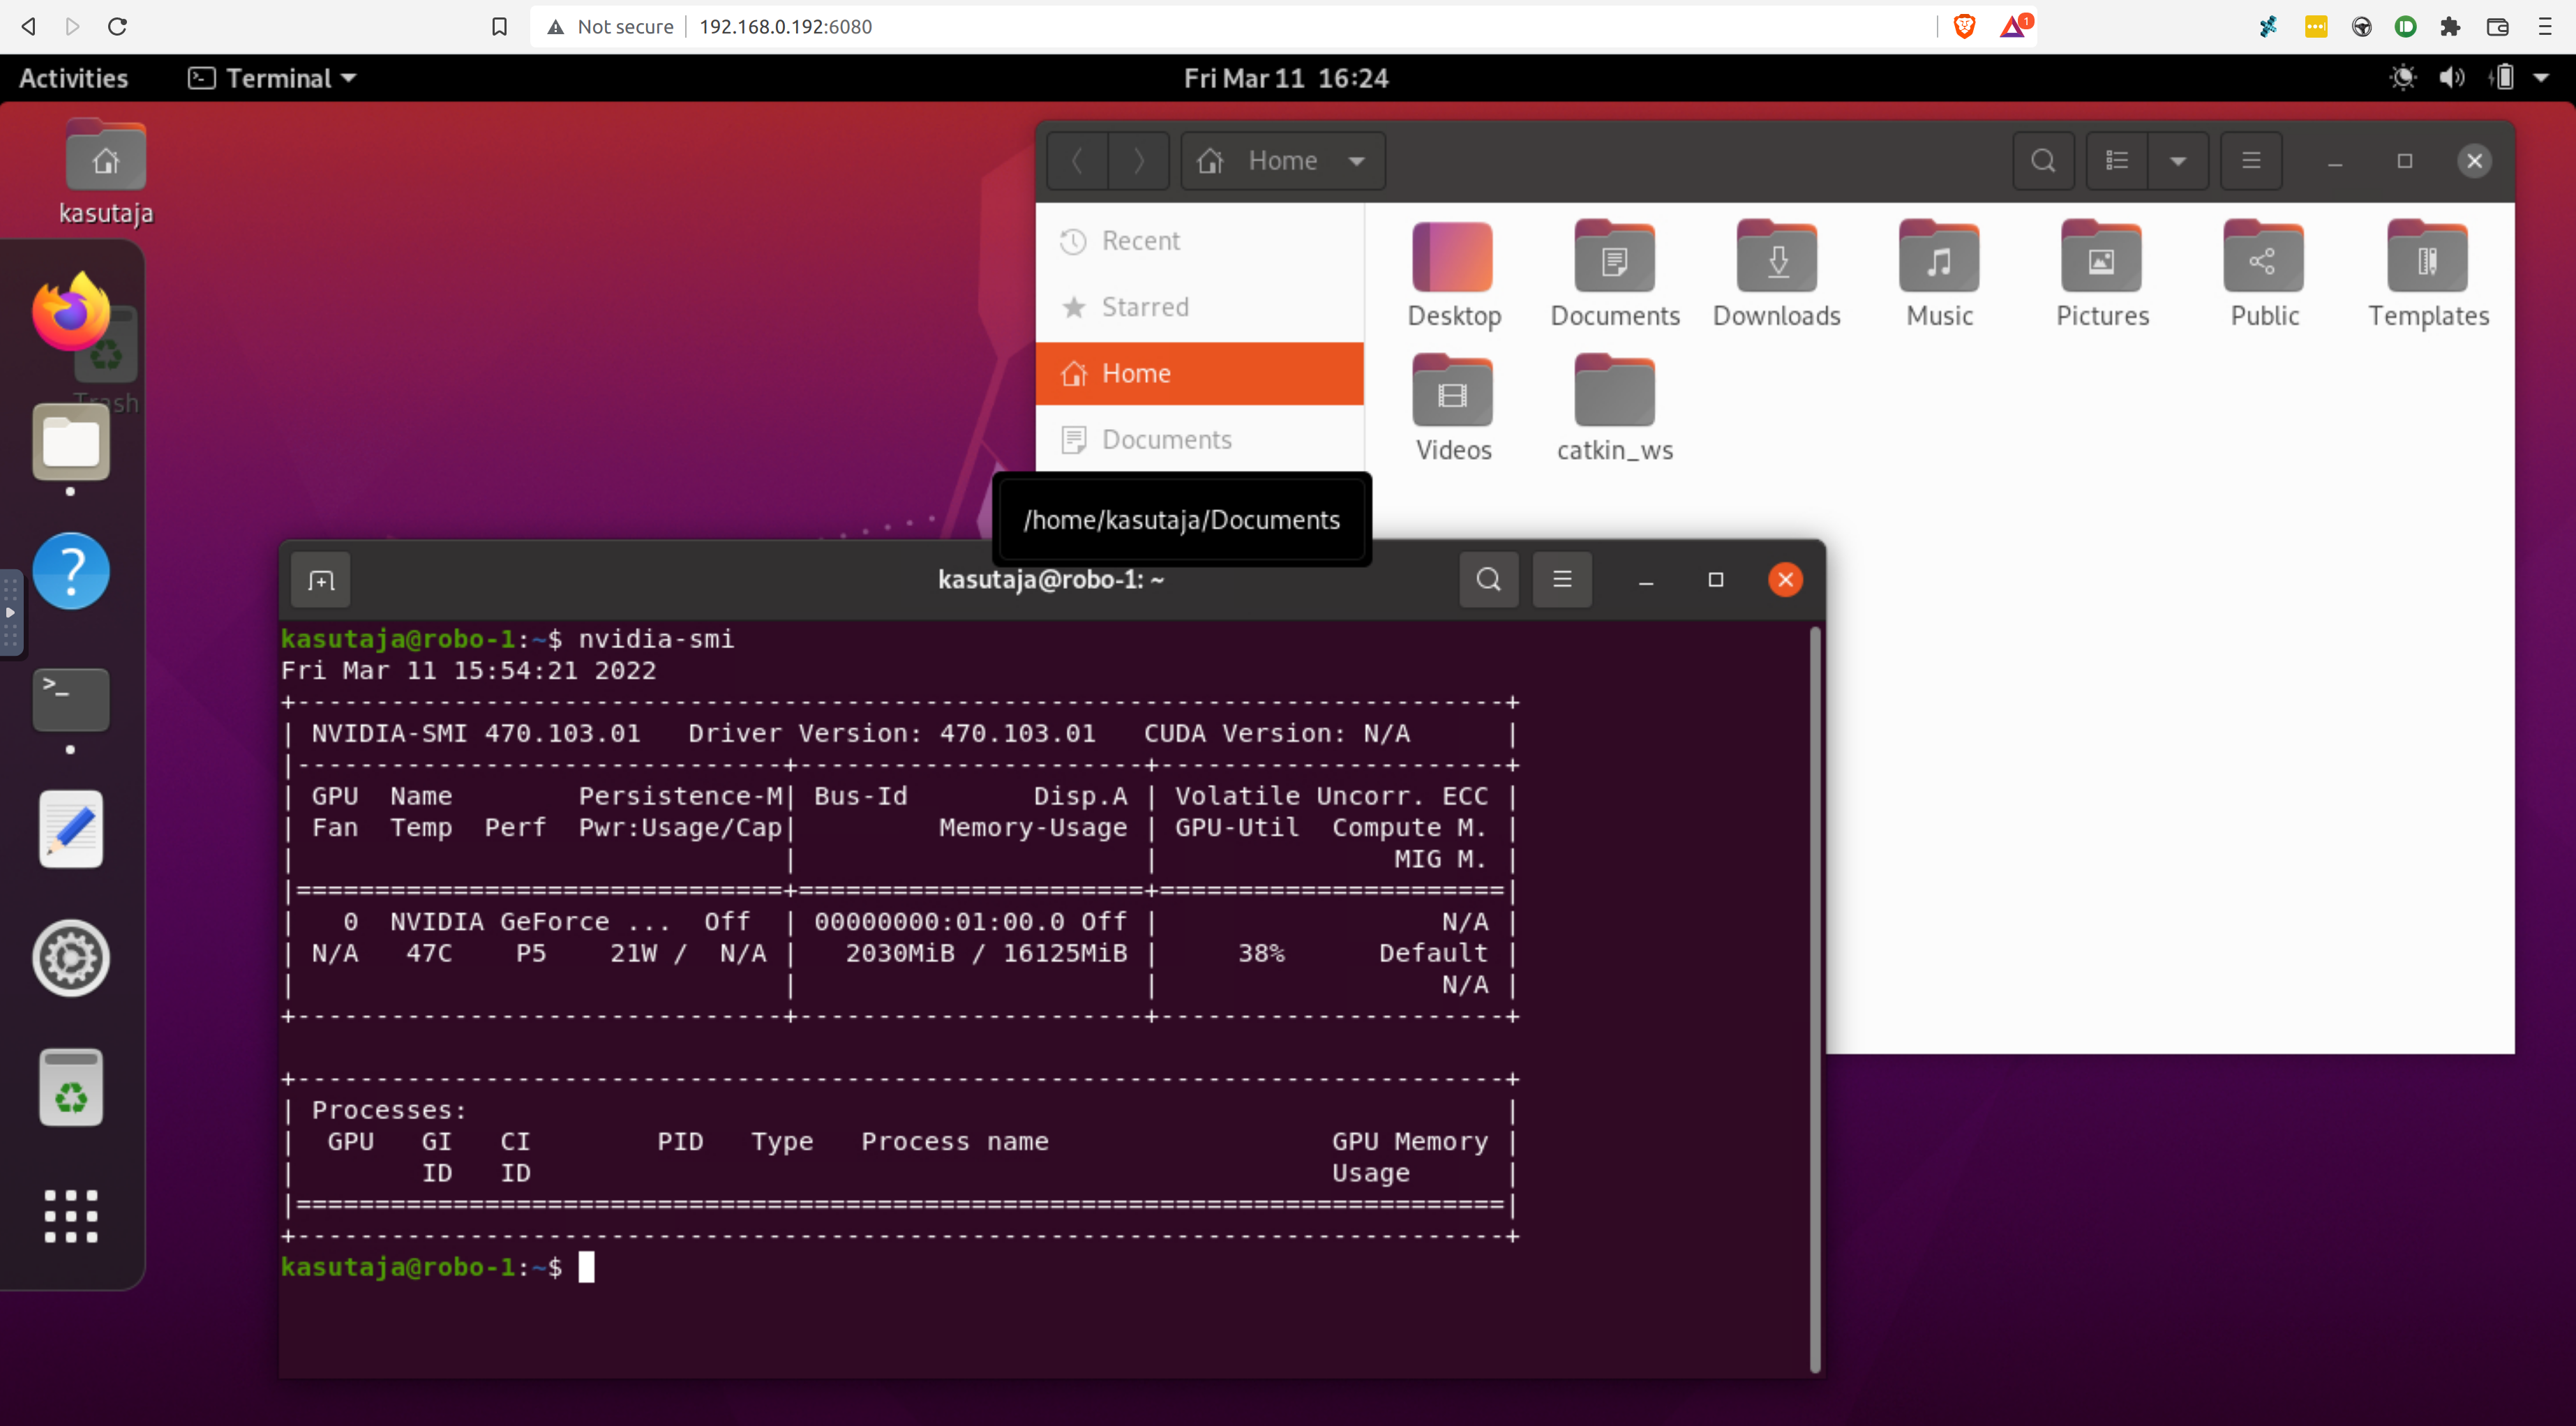 Not secure 192.168.0.192:6080
1
Activities Terminal Fri Mar 11 16:24
kasutaja
Trash
Home
Recent
Starred
Home
Documents
Desktop Documents Downloads Music Pictures Public Templates
Videos catkin_ws
/home/kasutaja/Documents
kasutaja@robo-1: ~
kasutaja@robo-1:~$ nvidia-smi
Fri Mar 11 15:54:21 2022
+-----------------------------------------------------------------------------+
| NVIDIA-SMI 470.103.01   Driver Version: 470.103.01   CUDA Version: N/A      |
|-------------------------------+----------------------+----------------------+
| GPU  Name        Persistence-M| Bus-Id        Disp.A | Volatile Uncorr. ECC |
| Fan  Temp  Perf  Pwr:Usage/Cap|         Memory-Usage | GPU-Util  Compute M. |
|                               |                      |               MIG M. |
|===============================+======================+======================|
|   0  NVIDIA GeForce ...  Off  | 00000000:01:00.0 Off |                  N/A |
| N/A   47C    P5    21W /  N/A |   2030MiB / 16125MiB |     38%      Default |
|                               |                      |                  N/A |
+-------------------------------+----------------------+----------------------+
+-----------------------------------------------------------------------------+
| Processes:                                                                  |
|  GPU   GI   CI        PID   Type   Process name                  GPU Memory |
|        ID   ID                                                   Usage      |
|=============================================================================|
+-----------------------------------------------------------------------------+
kasutaja@robo-1:~$